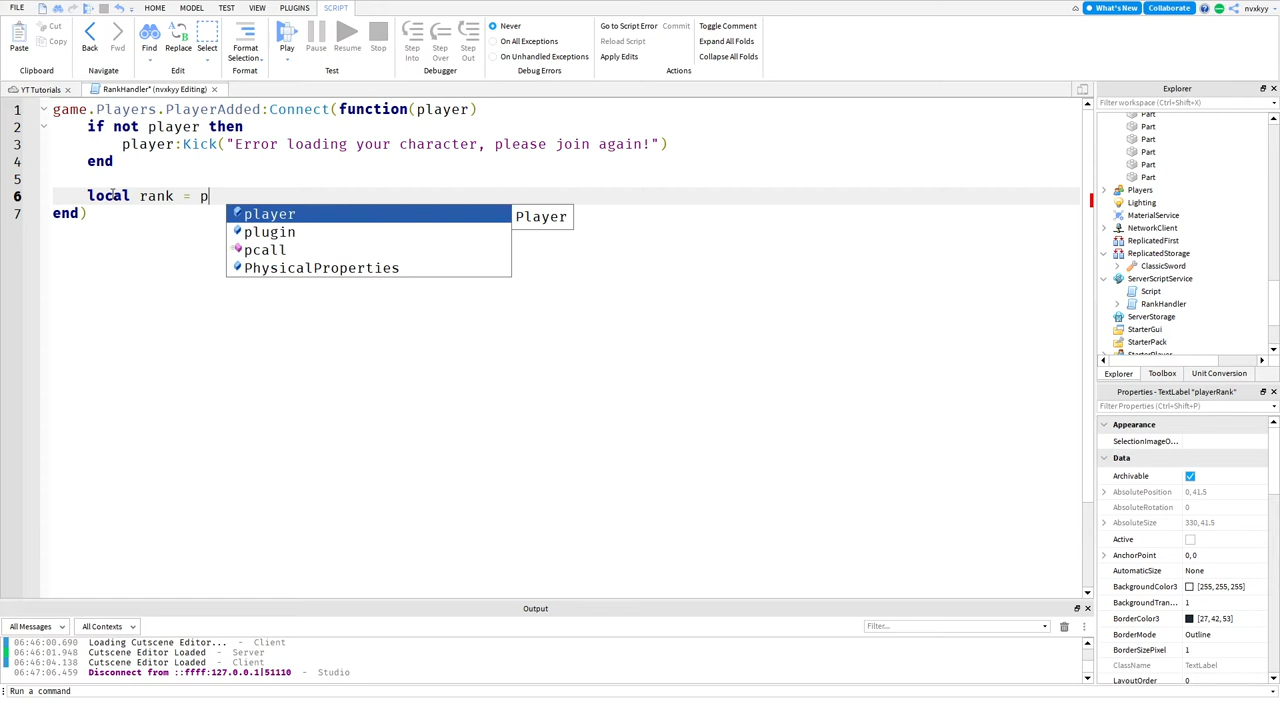 FILE HOME MODEL TEST VIEW PLUGINS SCRIPT What's New Collaborate nvxkyy
Paste Cut Copy Clipboard
Back Fwd Navigate
Find Replace Select Edit
Format Selection Format
Play Pause Resume Stop Test
Step Into Step Over Step Out Debugger
Never
On All Exceptions
On Unhandled Exceptions
Debug Errors
Go to Script Error Commit
Reload Script
Apply Edits
Toggle Comment
Expand All Folds
Collapse All Folds
Actions
YT Tutorials RankHandler* (nvxkyy Editing)
1 game.Players.PlayerAdded:Connect(function(player)
2 if not player then
3 player:Kick("Error loading your character, please join again!")
4 end
5
6 local rank = p
7 end)
player
plugin
pcall
PhysicalProperties
Player
Explorer
Filter workspace (Ctrl+Shift+X)
Part
Part
Part
Part
Part
Part
Players
Lighting
MaterialService
NetworkClient
ReplicatedFirst
ReplicatedStorage
ClassicSword
ServerScriptService
Script
RankHandler
ServerStorage
StarterGui
StarterPack
Explorer Toolbox Unit Conversion
Properties - TextLabel "playerRank"
Filter Properties (Ctrl+Shift+P)
Appearance
SelectionImageO...
Data
Archivable
AbsolutePosition 0, 41.5
AbsoluteRotation 0
AbsoluteSize 330, 41.5
Active
AnchorPoint 0, 0
AutomaticSize None
BackgroundColor3 [255, 255, 255]
BackgroundTran... 1
BorderColor3 [27, 42, 53]
BorderMode Outline
BorderSizePixel 1
ClassName TextLabel
LayoutOrder 0
Output
All Messages All Contexts Filter...
06:46:00.690 Loading Cutscene Editor... - Client
06:46:01.948 Cutscene Editor Loaded - Server
06:46:04.138 Cutscene Editor Loaded - Client
06:47:06.459 Disconnect from ::ffff:127.0.0.1|51110 - Studio
Run a command